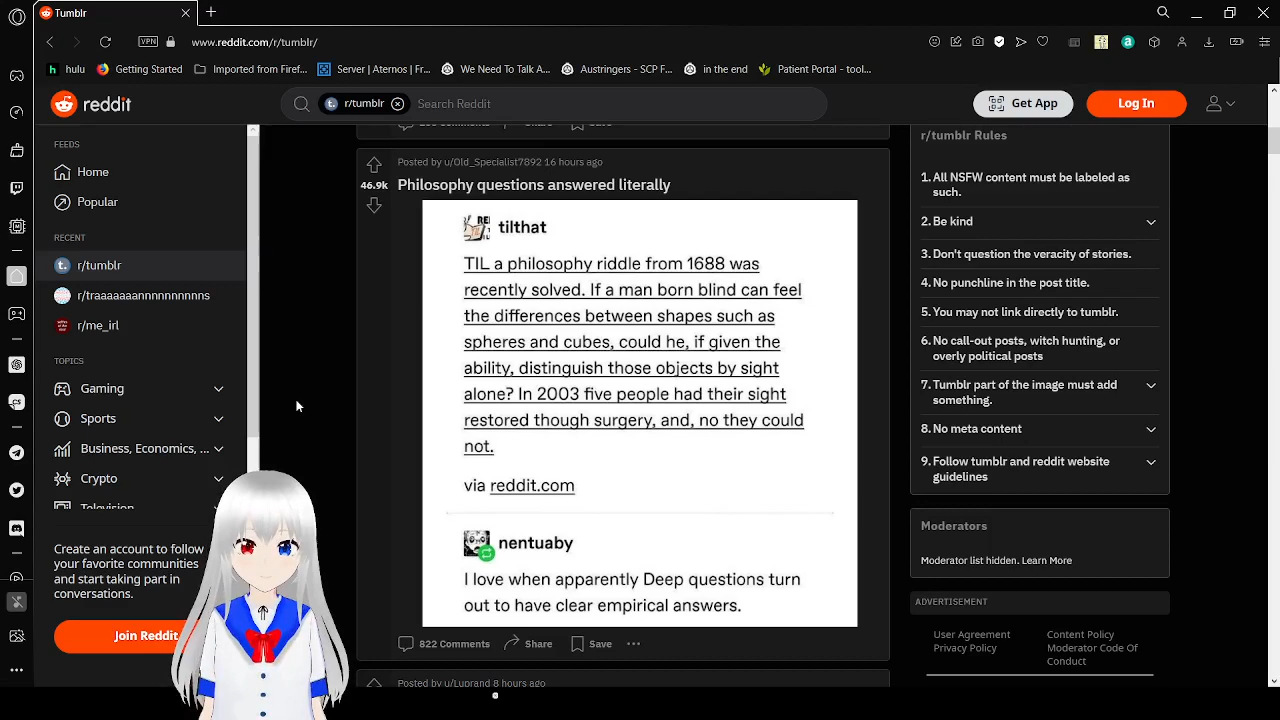 Tumblr
VPN
www.reddit.com/r/tumblr/
hulu
Getting Started
Imported from Firef...
Server | Aternos | Fr...
We Need To Talk A...
Austringers - SCP F...
in the end
Patient Portal - tool...
reddit
r/tumblr
Search Reddit
Get App
Log In
FEEDS
Home
Popular
RECENT
r/tumblr
r/traaaaaaannnnnnnnnns
r/me_irl
TOPICS
Gaming
Sports
Business, Economics, ...
Crypto
Television
Create an account to follow
your favorite communities
and start taking part in
conversations.
Join Reddit
Share
Save
Posted by u/Old_Specialist7892 16 hours ago
46.9k
Philosophy questions answered literally
tilthat
TIL a philosophy riddle from 1688 was
recently solved. If a man born blind can feel
the differences between shapes such as
spheres and cubes, could he, if given the
ability, distinguish those objects by sight
alone? In 2003 five people had their sight
restored though surgery, and, no they could
not.
via reddit.com
nentuaby
I love when apparently Deep questions turn
out to have clear empirical answers.
822 Comments
Share
Save
Posted by u/Luprand 8 hours ago
r/tumblr Rules
1. All NSFW content must be labeled as
such.
2. Be kind
3. Don't question the veracity of stories.
4. No punchline in the post title.
5. You may not link directly to tumblr.
6. No call-out posts, witch hunting, or
overly political posts
7. Tumblr part of the image must add
something.
8. No meta content
9. Follow tumblr and reddit website
guidelines
Moderators
Moderator list hidden. Learn More
ADVERTISEMENT
User Agreement
Privacy Policy
Content Policy
Moderator Code Of
Conduct